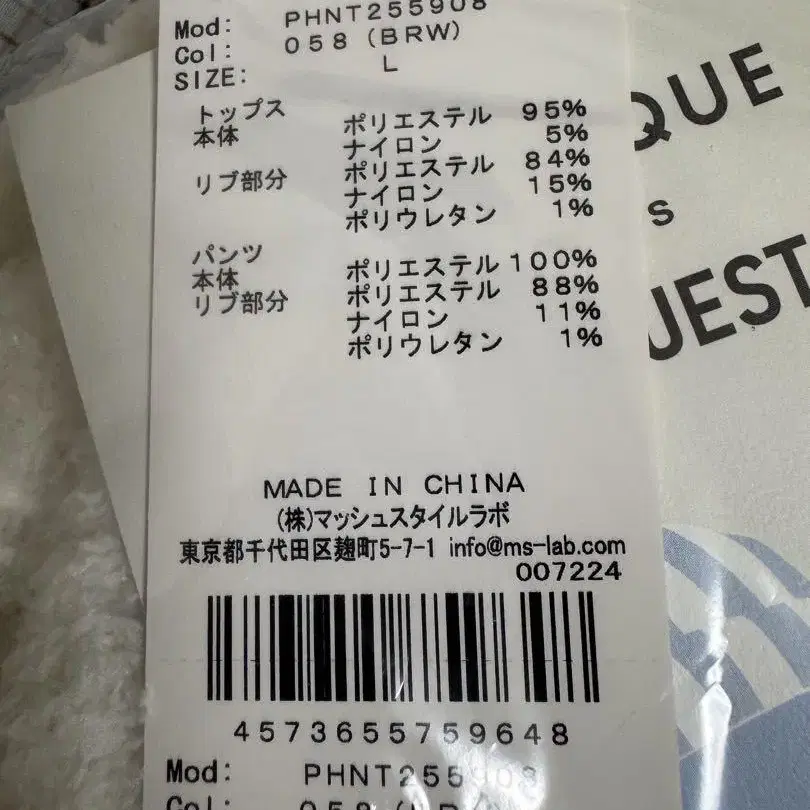 Mod: PHNT255908
Col: 058 (BRW)
SIZE: L
トップス
本体 ポリエステル 95%
ナイロン 5%
リブ部分 ポリエステル 84%
ナイロン 15%
ポリウレタン 1%
パンツ
本体 ポリエステル 100%
リブ部分 ポリエステル 88%
ナイロン 11%
ポリウレタン 1%
MADE IN CHINA
(株)マッシュスタイルラボ
東京都千代田区麹町5-7-1 info@ms-lab.com
007224
4573655759648
Mod: PHNT255908
Col: 058 (BRW)
QUE
s
UEST